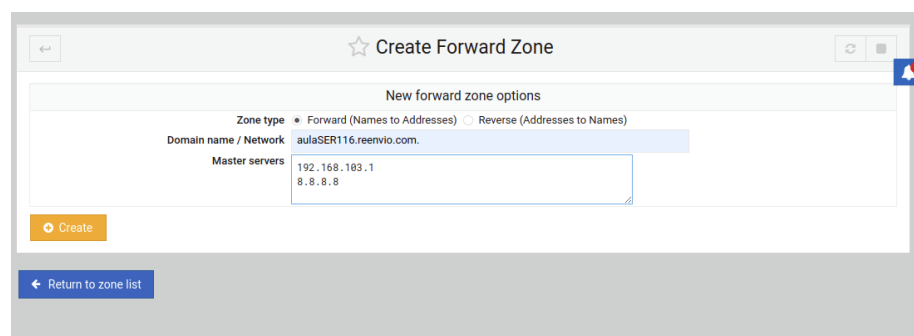 Create Forward Zone
New forward zone options
Zone type Forward (Names to Addresses) Reverse (Addresses to Names)
Domain name / Network aulaSER116.reenvio.com.
Master servers 192.168.103.1
8.8.8.8
Create
Return to zone list